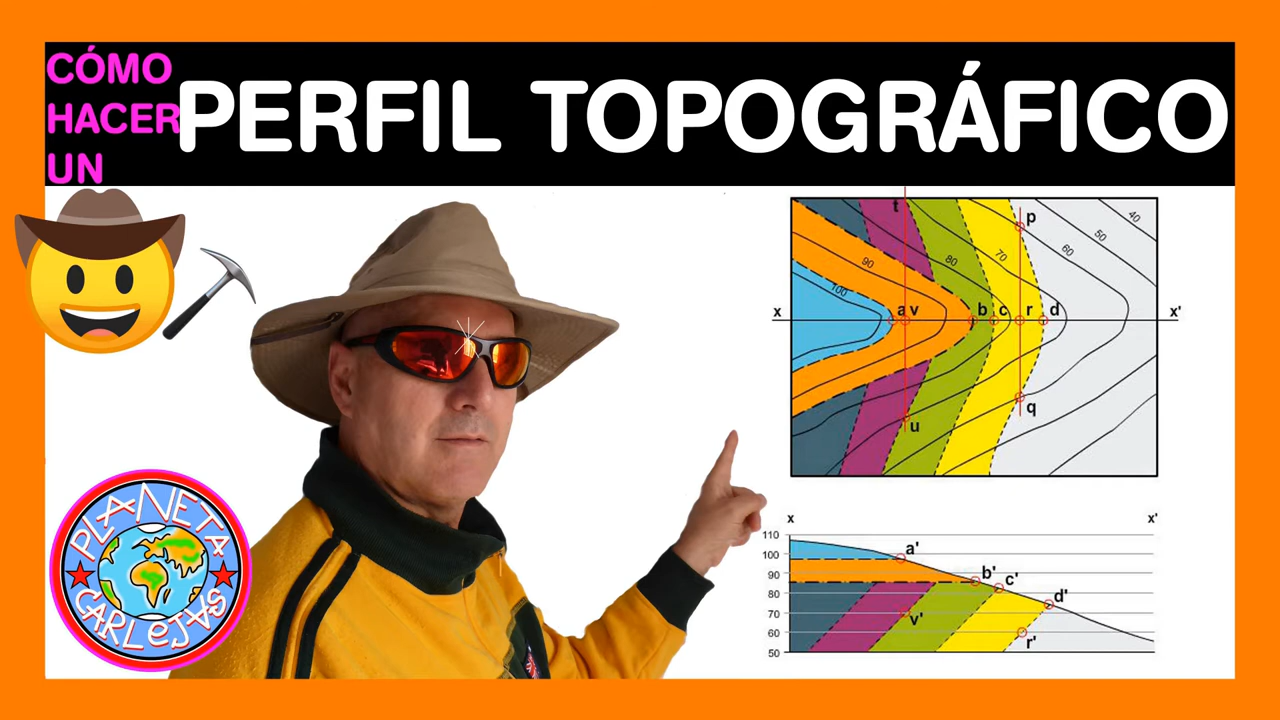 CÓMO
HACER
UN
PERFIL TOPOGRÁFICO
PLANETA
CARLEJAS
t
p
40
50
60
70
80
90
100
x
a v
b c
r
d
x'
u
q
x
x'
110
100
90
80
70
60
50
a'
b'
c'
d'
v'
r'